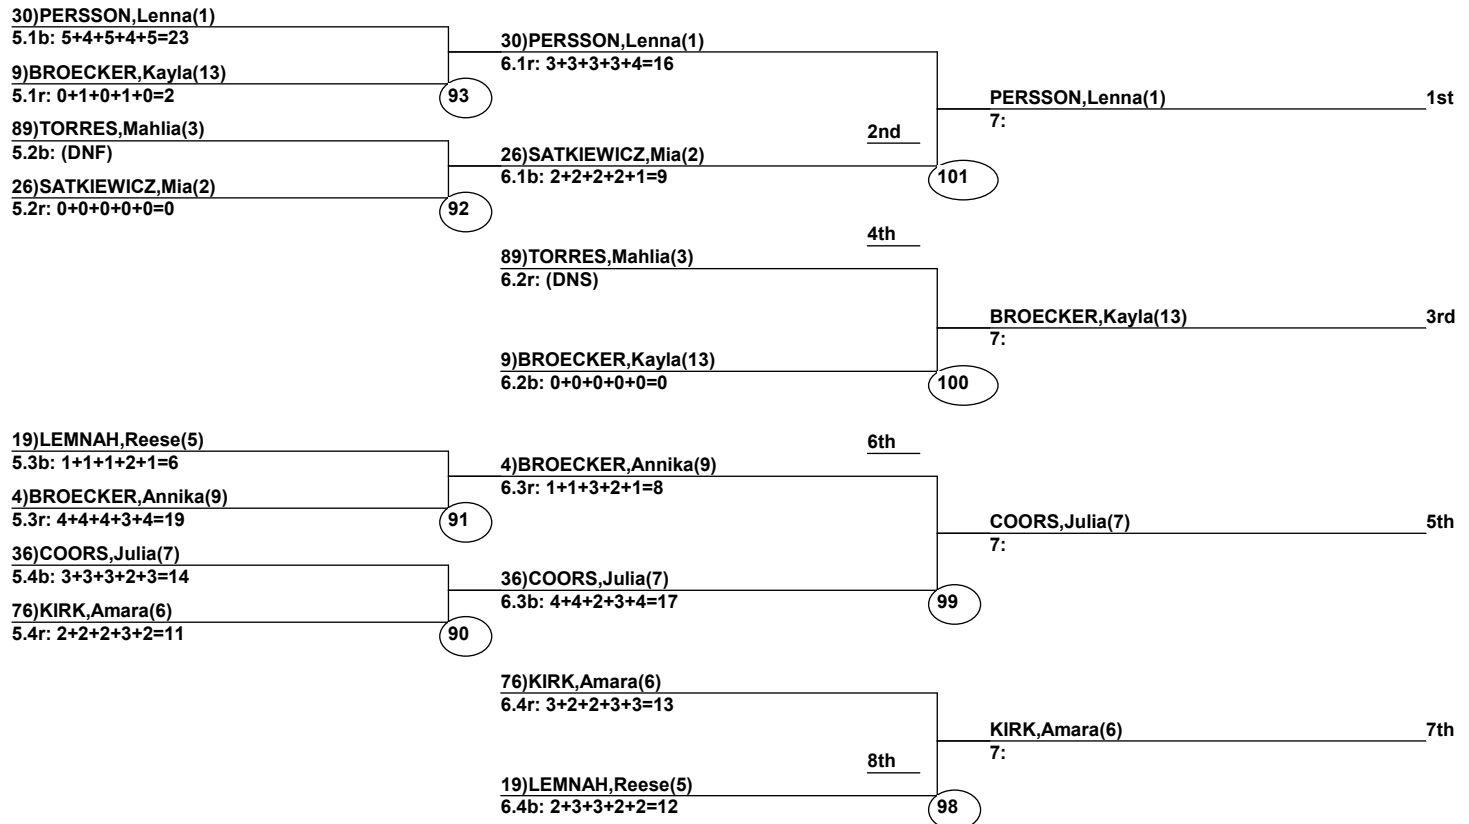 30)PERSSON,Lenna(1)
5.1b: 5+4+5+4+5=23
9)BROECKER,Kayla(13)
5.1r: 0+1+0+1+0=2
93
89)TORRES,Mahlia(3)
5.2b: (DNF)
26)SATKIEWICZ,Mia(2)
5.2r: 0+0+0+0+0=0
92
30)PERSSON,Lenna(1)
6.1r: 3+3+3+3+4=16
26)SATKIEWICZ,Mia(2)
6.1b: 2+2+2+2+1=9
2nd
101
PERSSON,Lenna(1)
7:
1st
4th
89)TORRES,Mahlia(3)
6.2r: (DNS)
9)BROECKER,Kayla(13)
6.2b: 0+0+0+0+0=0
100
BROECKER,Kayla(13)
7:
3rd
19)LEMNAH,Reese(5)
5.3b: 1+1+1+2+1=6
4)BROECKER,Annika(9)
5.3r: 4+4+4+3+4=19
91
36)COORS,Julia(7)
5.4b: 3+3+3+2+3=14
76)KIRK,Amara(6)
5.4r: 2+2+2+3+2=11
90
6th
4)BROECKER,Annika(9)
6.3r: 1+1+3+2+1=8
36)COORS,Julia(7)
6.3b: 4+4+2+3+4=17
99
COORS,Julia(7)
7:
5th
76)KIRK,Amara(6)
6.4r: 3+2+2+3+3=13
8th
19)LEMNAH,Reese(5)
6.4b: 2+3+3+2+2=12
98
KIRK,Amara(6)
7:
7th